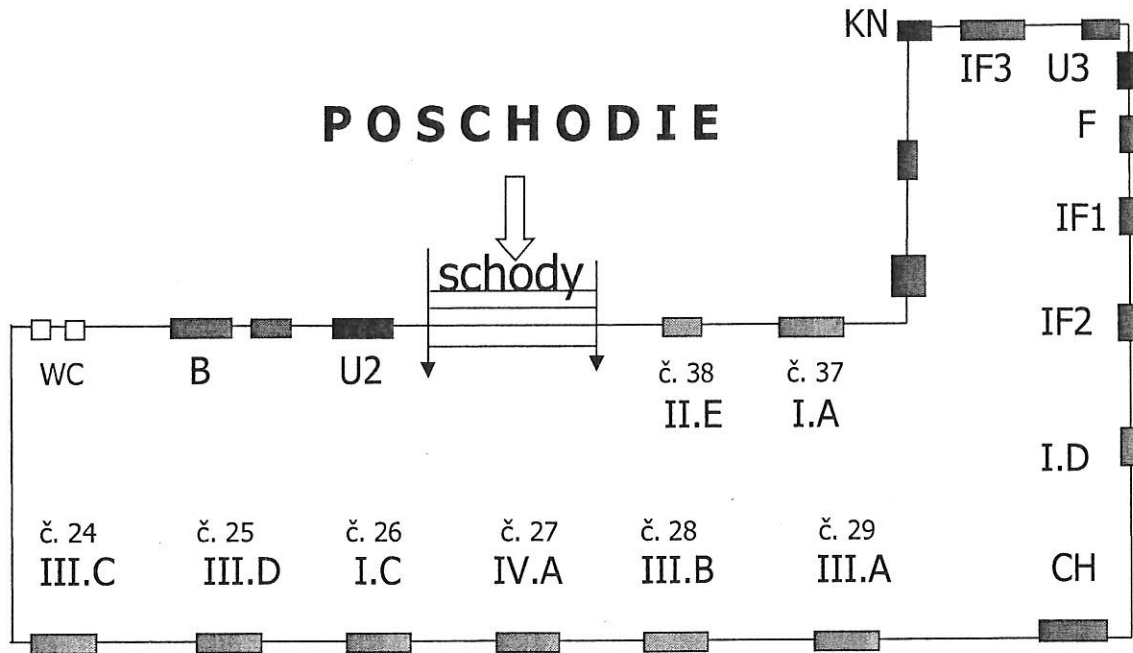 KN
IF3 U3
POSCHODIE
F
IF1
schody
IF2
WC B U2
č. 38 č. 37
II.E I.A
I.D
č. 24 č. 25 č. 26 č. 27 č. 28 č. 29
III.C III.D I.C IV.A III.B III.A CH